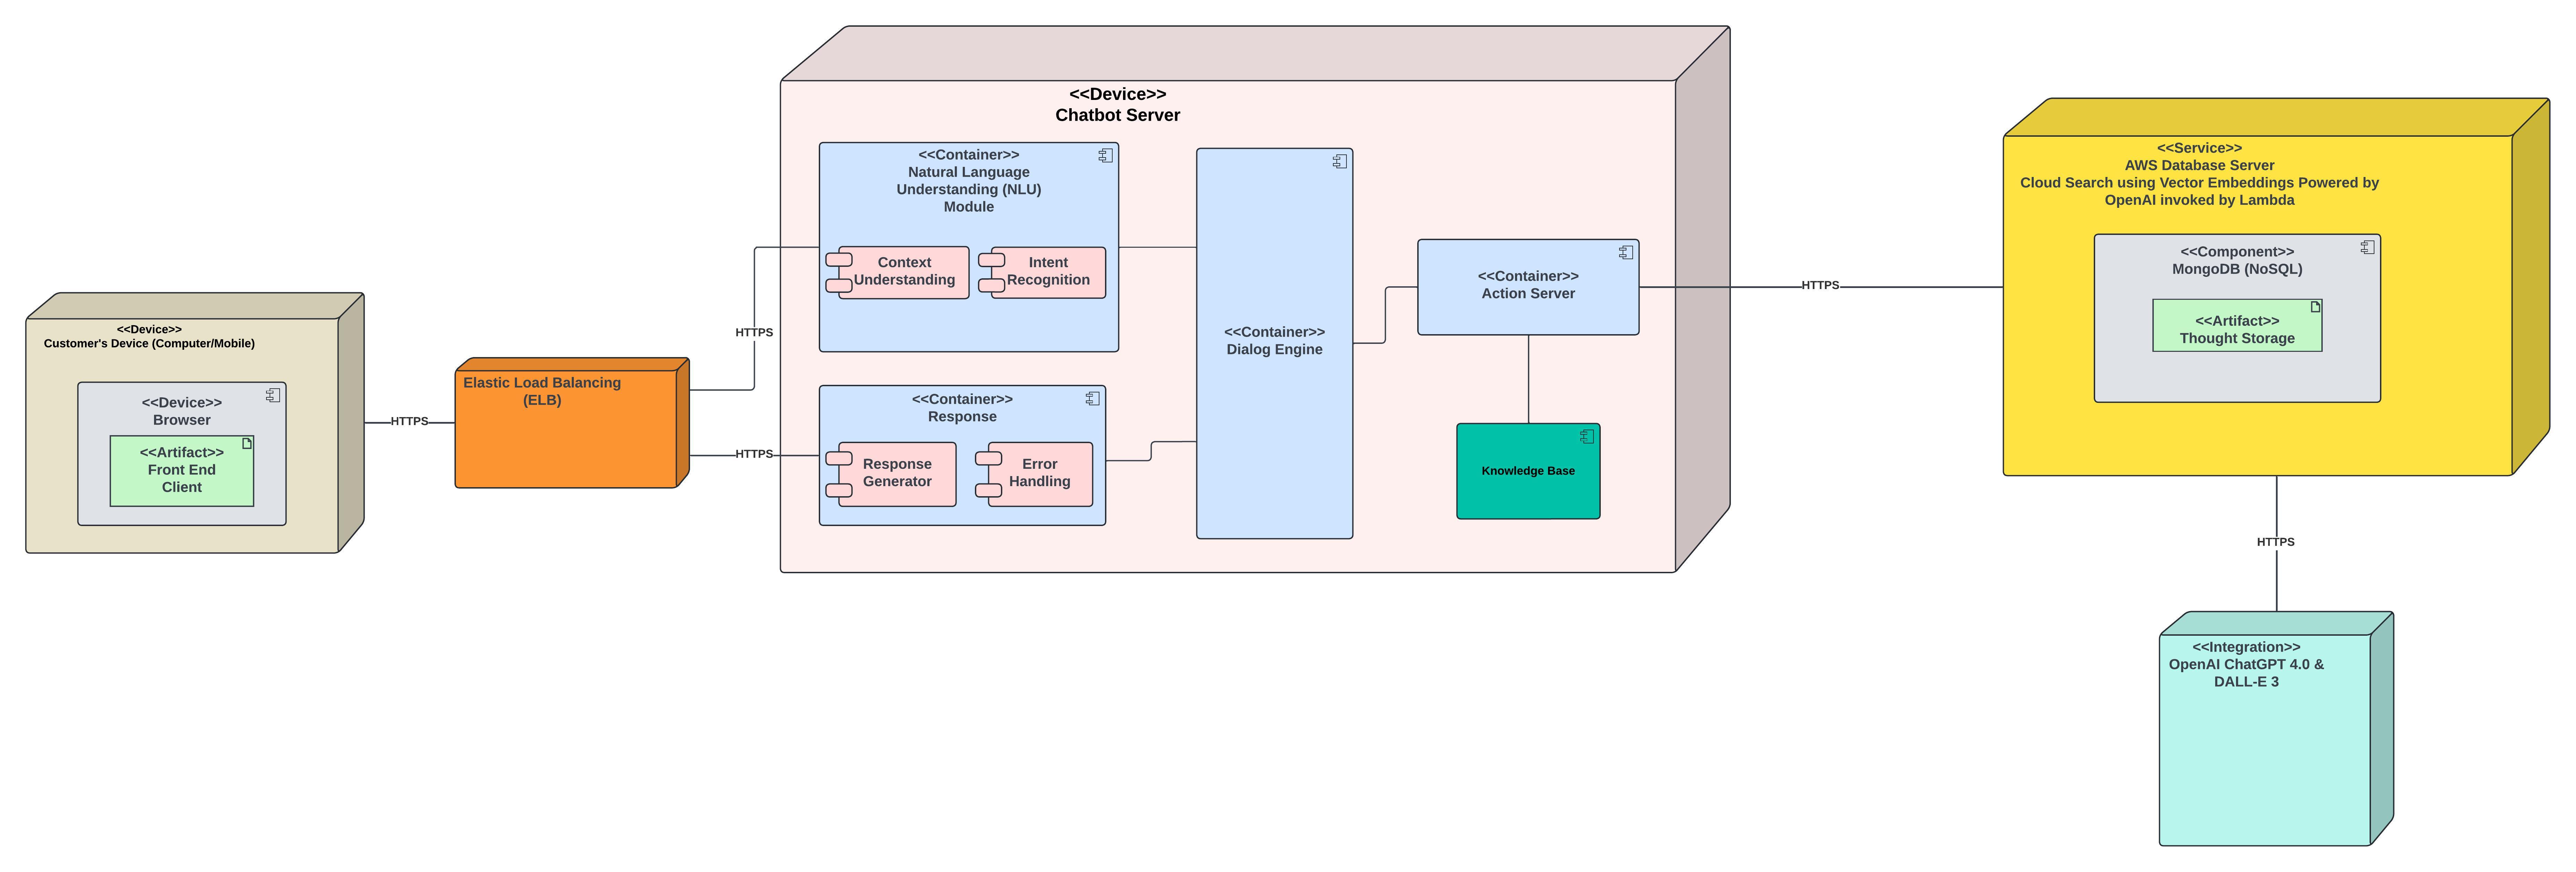 <<Device>>
Customer's Device (Computer/Mobile)
<<Device>>
Browser
<<Artifact>>
Front End
Client
HTTPS
Elastic Load Balancing
(ELB)
HTTPS
HTTPS
<<Device>>
Chatbot Server
<<Container>>
Natural Language
Understanding (NLU)
Module
Context
Understanding
Intent
Recognition
<<Container>>
Response
Response
Generator
Error
Handling
<<Container>>
Dialog Engine
<<Container>>
Action Server
Knowledge Base
HTTPS
<<Service>>
AWS Database Server
Cloud Search using Vector Embeddings Powered by
OpenAI invoked by Lambda
<<Component>>
MongoDB (NoSQL)
<<Artifact>>
Thought Storage
HTTPS
<<Integration>>
OpenAI ChatGPT 4.0 &
DALL-E 3